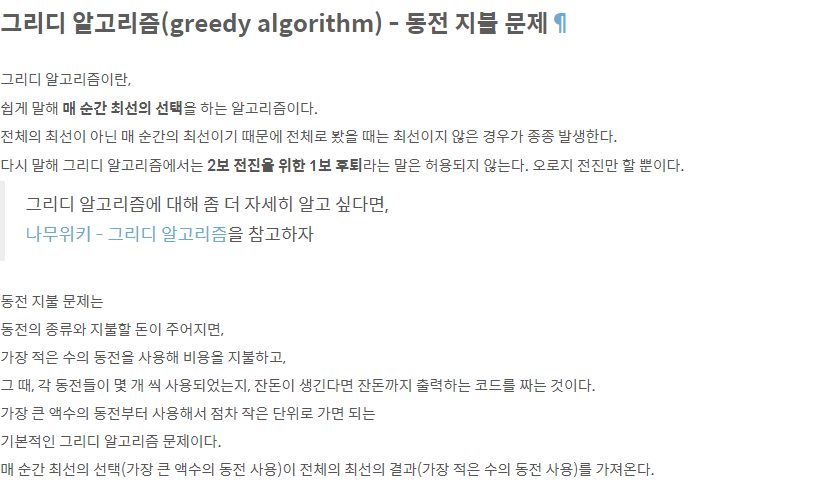 그리디 알고리즘(greedy algorithm) - 동전 지불 문제¶
그리디 알고리즘이란,
쉽게 말해 매 순간 최선의 선택을 하는 알고리즘이다.
전체의 최선이 아닌 매 순간의 최선이기 때문에 전체로 봤을 때는 최선이지 않은 경우가 종종 발생한다.
다시 말해 그리디 알고리즘에서는 2보 전진을 위한 1보 후퇴라는 말은 허용되지 않는다. 오로지 전진만 할 뿐이다.
그리디 알고리즘에 대해 좀 더 자세히 알고 싶다면,
나무위키 - 그리디 알고리즘을 참고하자
동전 지불 문제는
동전의 종류와 지불할 돈이 주어지면,
가장 적은 수의 동전을 사용해 비용을 지불하고,
그 때, 각 동전들이 몇 개 씩 사용되었는지, 잔돈이 생긴다면 잔돈까지 출력하는 코드를 짜는 것이다.
가장 큰 액수의 동전부터 사용해서 점차 작은 단위로 가면 되는
기본적인 그리디 알고리즘 문제이다.
매 순간 최선의 선택(가장 큰 액수의 동전 사용)이 전체의 최선의 결과(가장 적은 수의 동전 사용)를 가져온다.